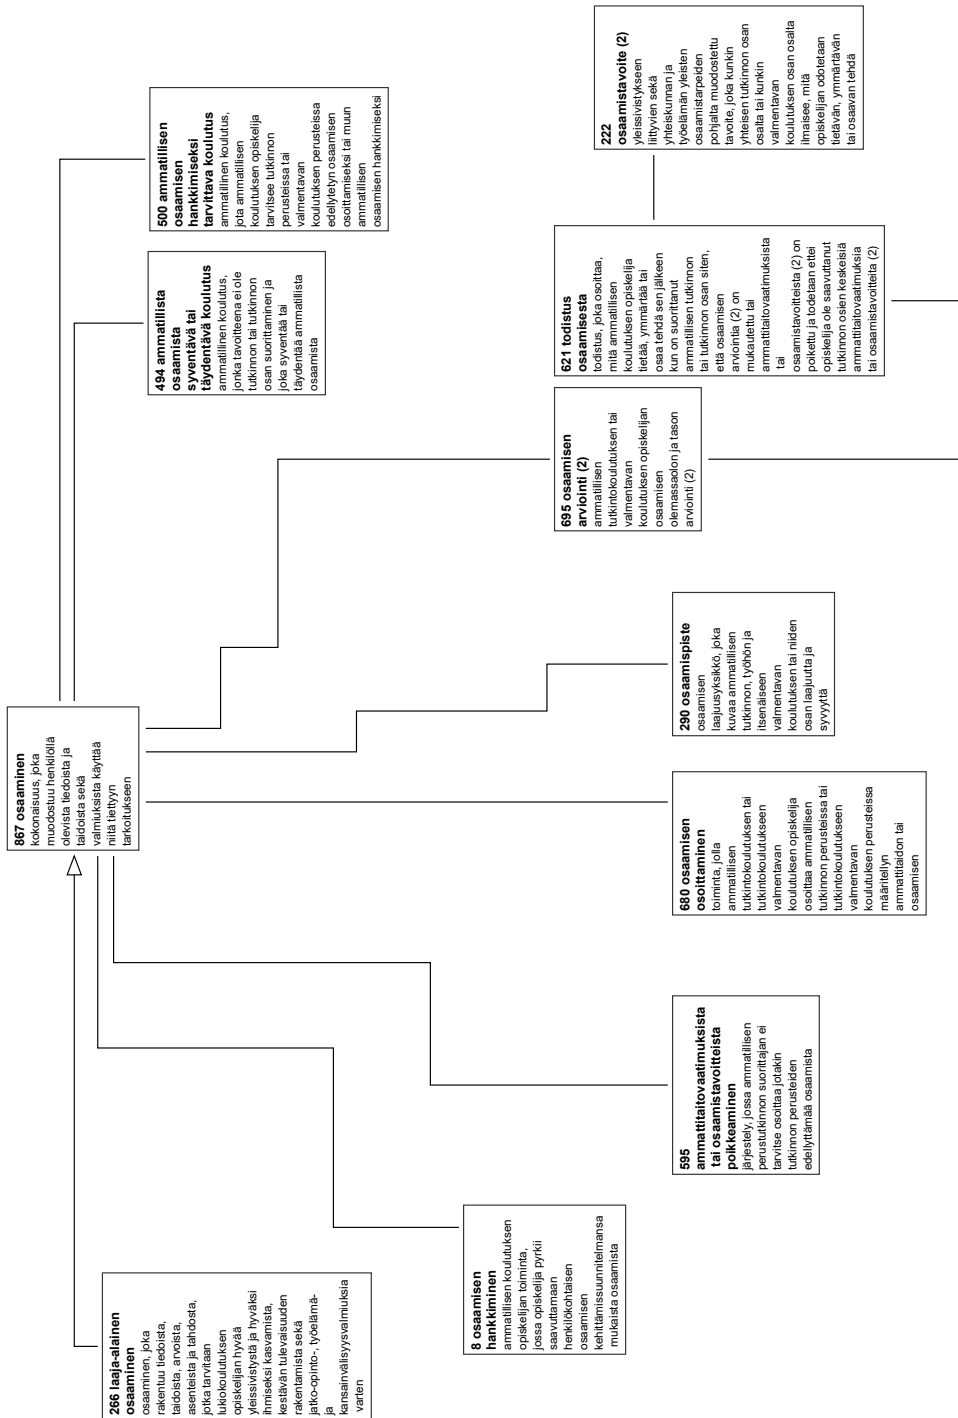 867 osaaminen
kokonaisuus, joka
muodostuu henkilöllä
olevista tiedoista ja
taidoista sekä
valmiuksista käyttää
niitä tiettyyn
tarkoitukseen
266 laaja-alainen
osaaminen
osaaminen, joka
rakentuu tiedoista,
taidoista, arvoista,
asenteista ja tahdosta,
jotka tarvitaan
lukiokoulutuksen
opiskelijan hyvää
yleissivistystä ja hyväksi
ihmiseksi kasvamista,
kestävän tulevaisuuden
rakentamista sekä
jatko-opinto-, työelämä-
ja
kansainvälisyysvalmiuksia
varten
8 osaamisen
hankkiminen
ammatillisen koulutuksen
opiskelijan toiminta,
jossa opiskelija pyrkii
saavuttamaan
henkilökohtaisen
osaamisen
kehittämissuunnitelmansa
mukaista osaamista
595
ammattitaitovaatimuksista
tai osaamistavoitteista
poikkeaminen
järjestely, jossa ammatillisen
perustutkinnon suorittajan ei
tarvitse osoittaa jotakin
tutkinnon perusteiden
edellyttämää osaamista
680 osaamisen
osoittaminen
toiminta, jolla
ammatillisen
tutkintokoulutuksen tai
tutkintokoulutukseen
valmentavan
koulutuksen opiskelija
osoittaa ammatillisen
tutkinnon perusteissa tai
tutkintokoulutukseen
valmentavan
koulutuksen perusteissa
määritellyn
ammattitaidon tai
osaamisen
290 osaamispiste
osaamisen
laajuusyksikkö, joka
kuvaa ammatillisen
tutkinnon, työhön ja
itsenäiseen
valmentavan
koulutuksen tai niiden
osan laajuutta ja
syvyyttä
695 osaamisen
arviointi (2)
ammatillisen
tutkintokoulutuksen tai
valmentavan
koulutuksen opiskelijan
osaamisen
olemassaolon ja tason
arviointi (2)
494 ammatillista
osaamista
syventävä tai
täydentävä koulutus
ammatillinen koulutus,
jonka tavoitteena ei ole
tutkinnon tai tutkinnon
osan suorittaminen ja
joka syventää tai
täydentää ammatillista
osaamista
500 ammatillisen
osaamisen
hankkimiseksi
tarvittava koulutus
ammatillinen koulutus,
jota ammatillisen
koulutuksen opiskelija
tarvitsee tutkinnon
perusteissa tai
valmentavan
koulutuksen perusteissa
edellytetyn osaamisen
osoittamiseksi tai muun
ammatillisen
osaamisen hankkimiseksi
621 todistus
osaamisesta
todistus, joka osoittaa,
mitä ammatillisen
koulutuksen opiskelija
tietää, ymmärtää tai
osaa tehdä sen jälkeen
kun on suorittanut
ammatillisen tutkinnon
tai tutkinnon osan siten,
että osaamisen
arviointia (2) on
mukautettu tai
ammattitaitovaatimuksista
tai
osaamistavoitteista (2) on
poikettu ja todetaan ettei
opiskelija ole saavuttanut
tutkinnon osien keskeisiä
ammattitaitovaatimuksia
tai osaamistavoitteita (2)
222
osaamistavoite (2)
yleissivistykseen
liittyvien sekä
yhteiskunnan ja
työelämän yleisten
osaamistarpeiden
pohjalta muodostettu
tavoite, joka kunkin
yhteisen tutkinnon osan
osalta tai kunkin
valmentavan
koulutuksen osan osalta
ilmaisee, mitä
opiskelijan odotetaan
tietävän, ymmärtävän
tai osaavan tehdä